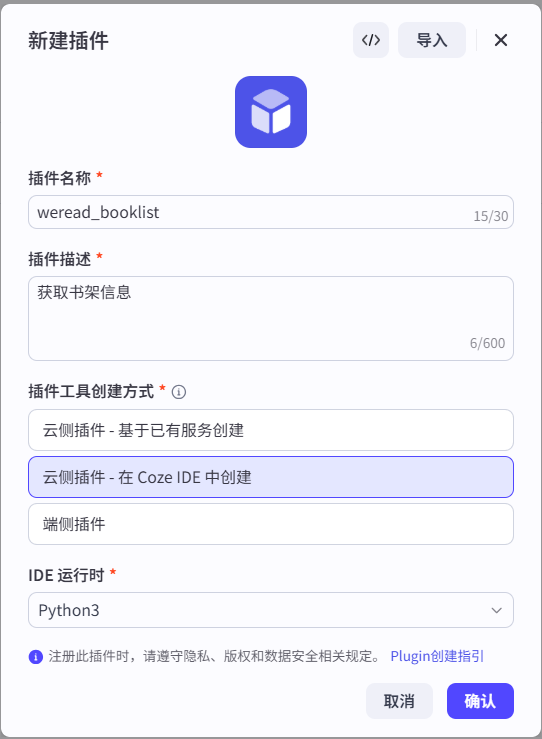 新建插件
</>
导入
插件名称 *
weread_booklist
15/30
插件描述 *
获取书架信息
6/600
插件工具创建方式 *
云侧插件 - 基于已有服务创建
云侧插件 - 在 Coze IDE 中创建
端侧插件
IDE 运行时 *
Python3
注册此插件时，请遵守隐私、版权和数据安全相关规定。 Plugin创建指引
取消
确认